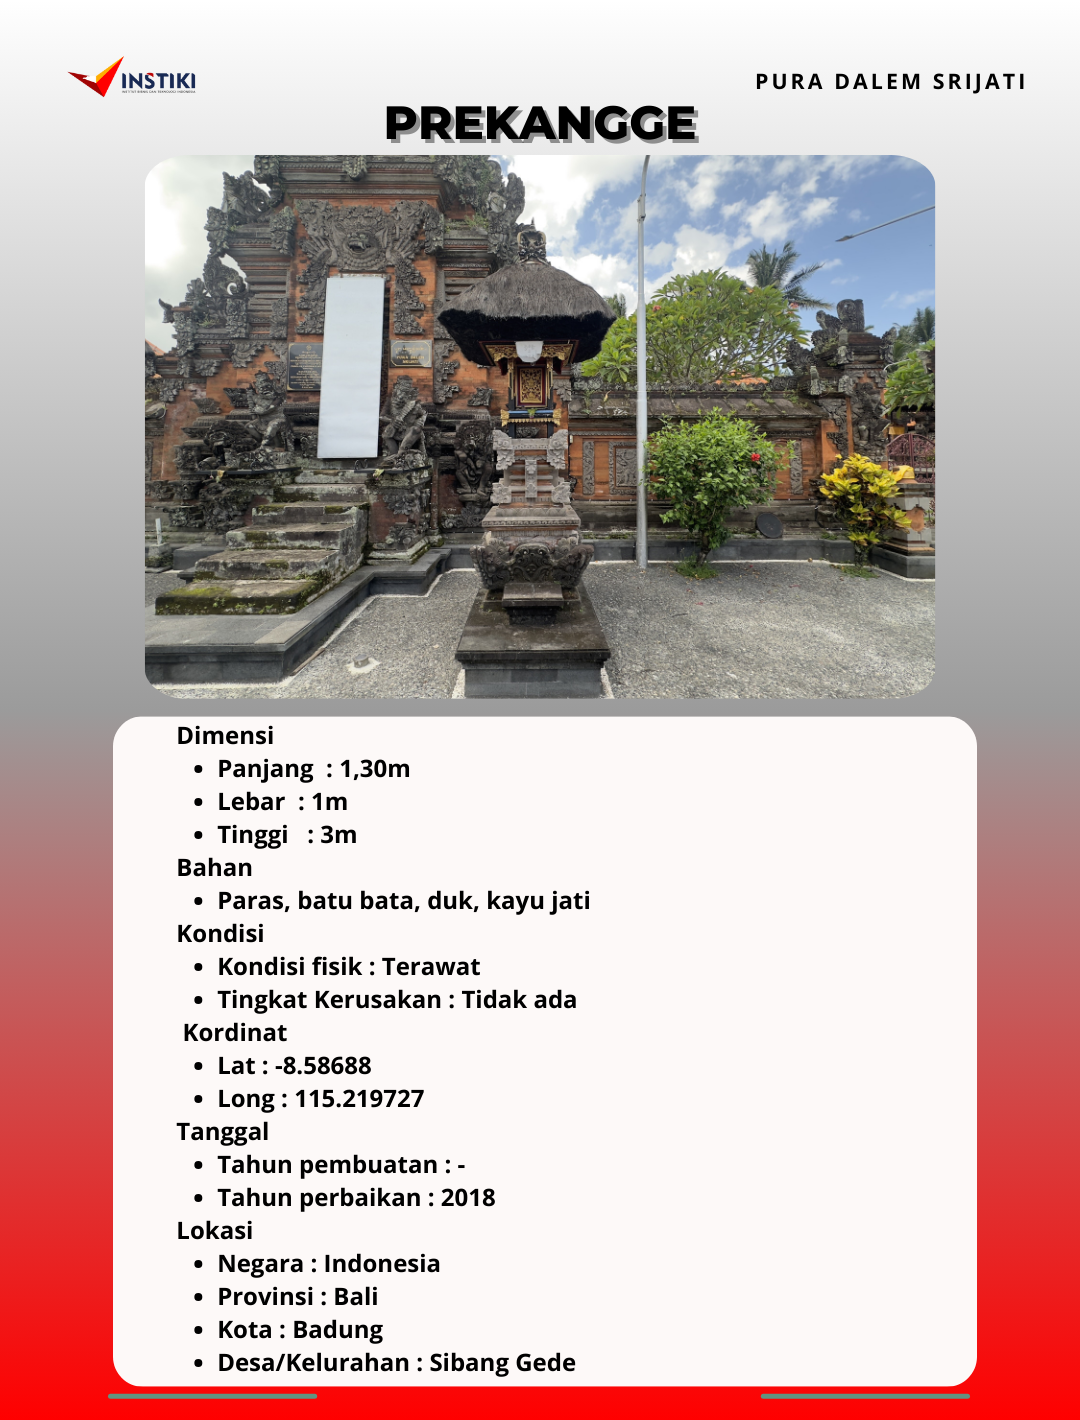 INSTIKI
PURA DALEM SRIJATI
PREKANGGE
Dimensi
• Panjang : 1,30m
• Lebar : 1m
• Tinggi : 3m
Bahan
• Paras, batu bata, duk, kayu jati
Kondisi
• Kondisi fisik : Terawat
• Tingkat Kerusakan : Tidak ada
Kordinat
• Lat : -8.58688
• Long : 115.219727
Tanggal
• Tahun pembuatan : -
• Tahun perbaikan : 2018
Lokasi
• Negara : Indonesia
• Provinsi : Bali
• Kota : Badung
• Desa/Kelurahan : Sibang Gede